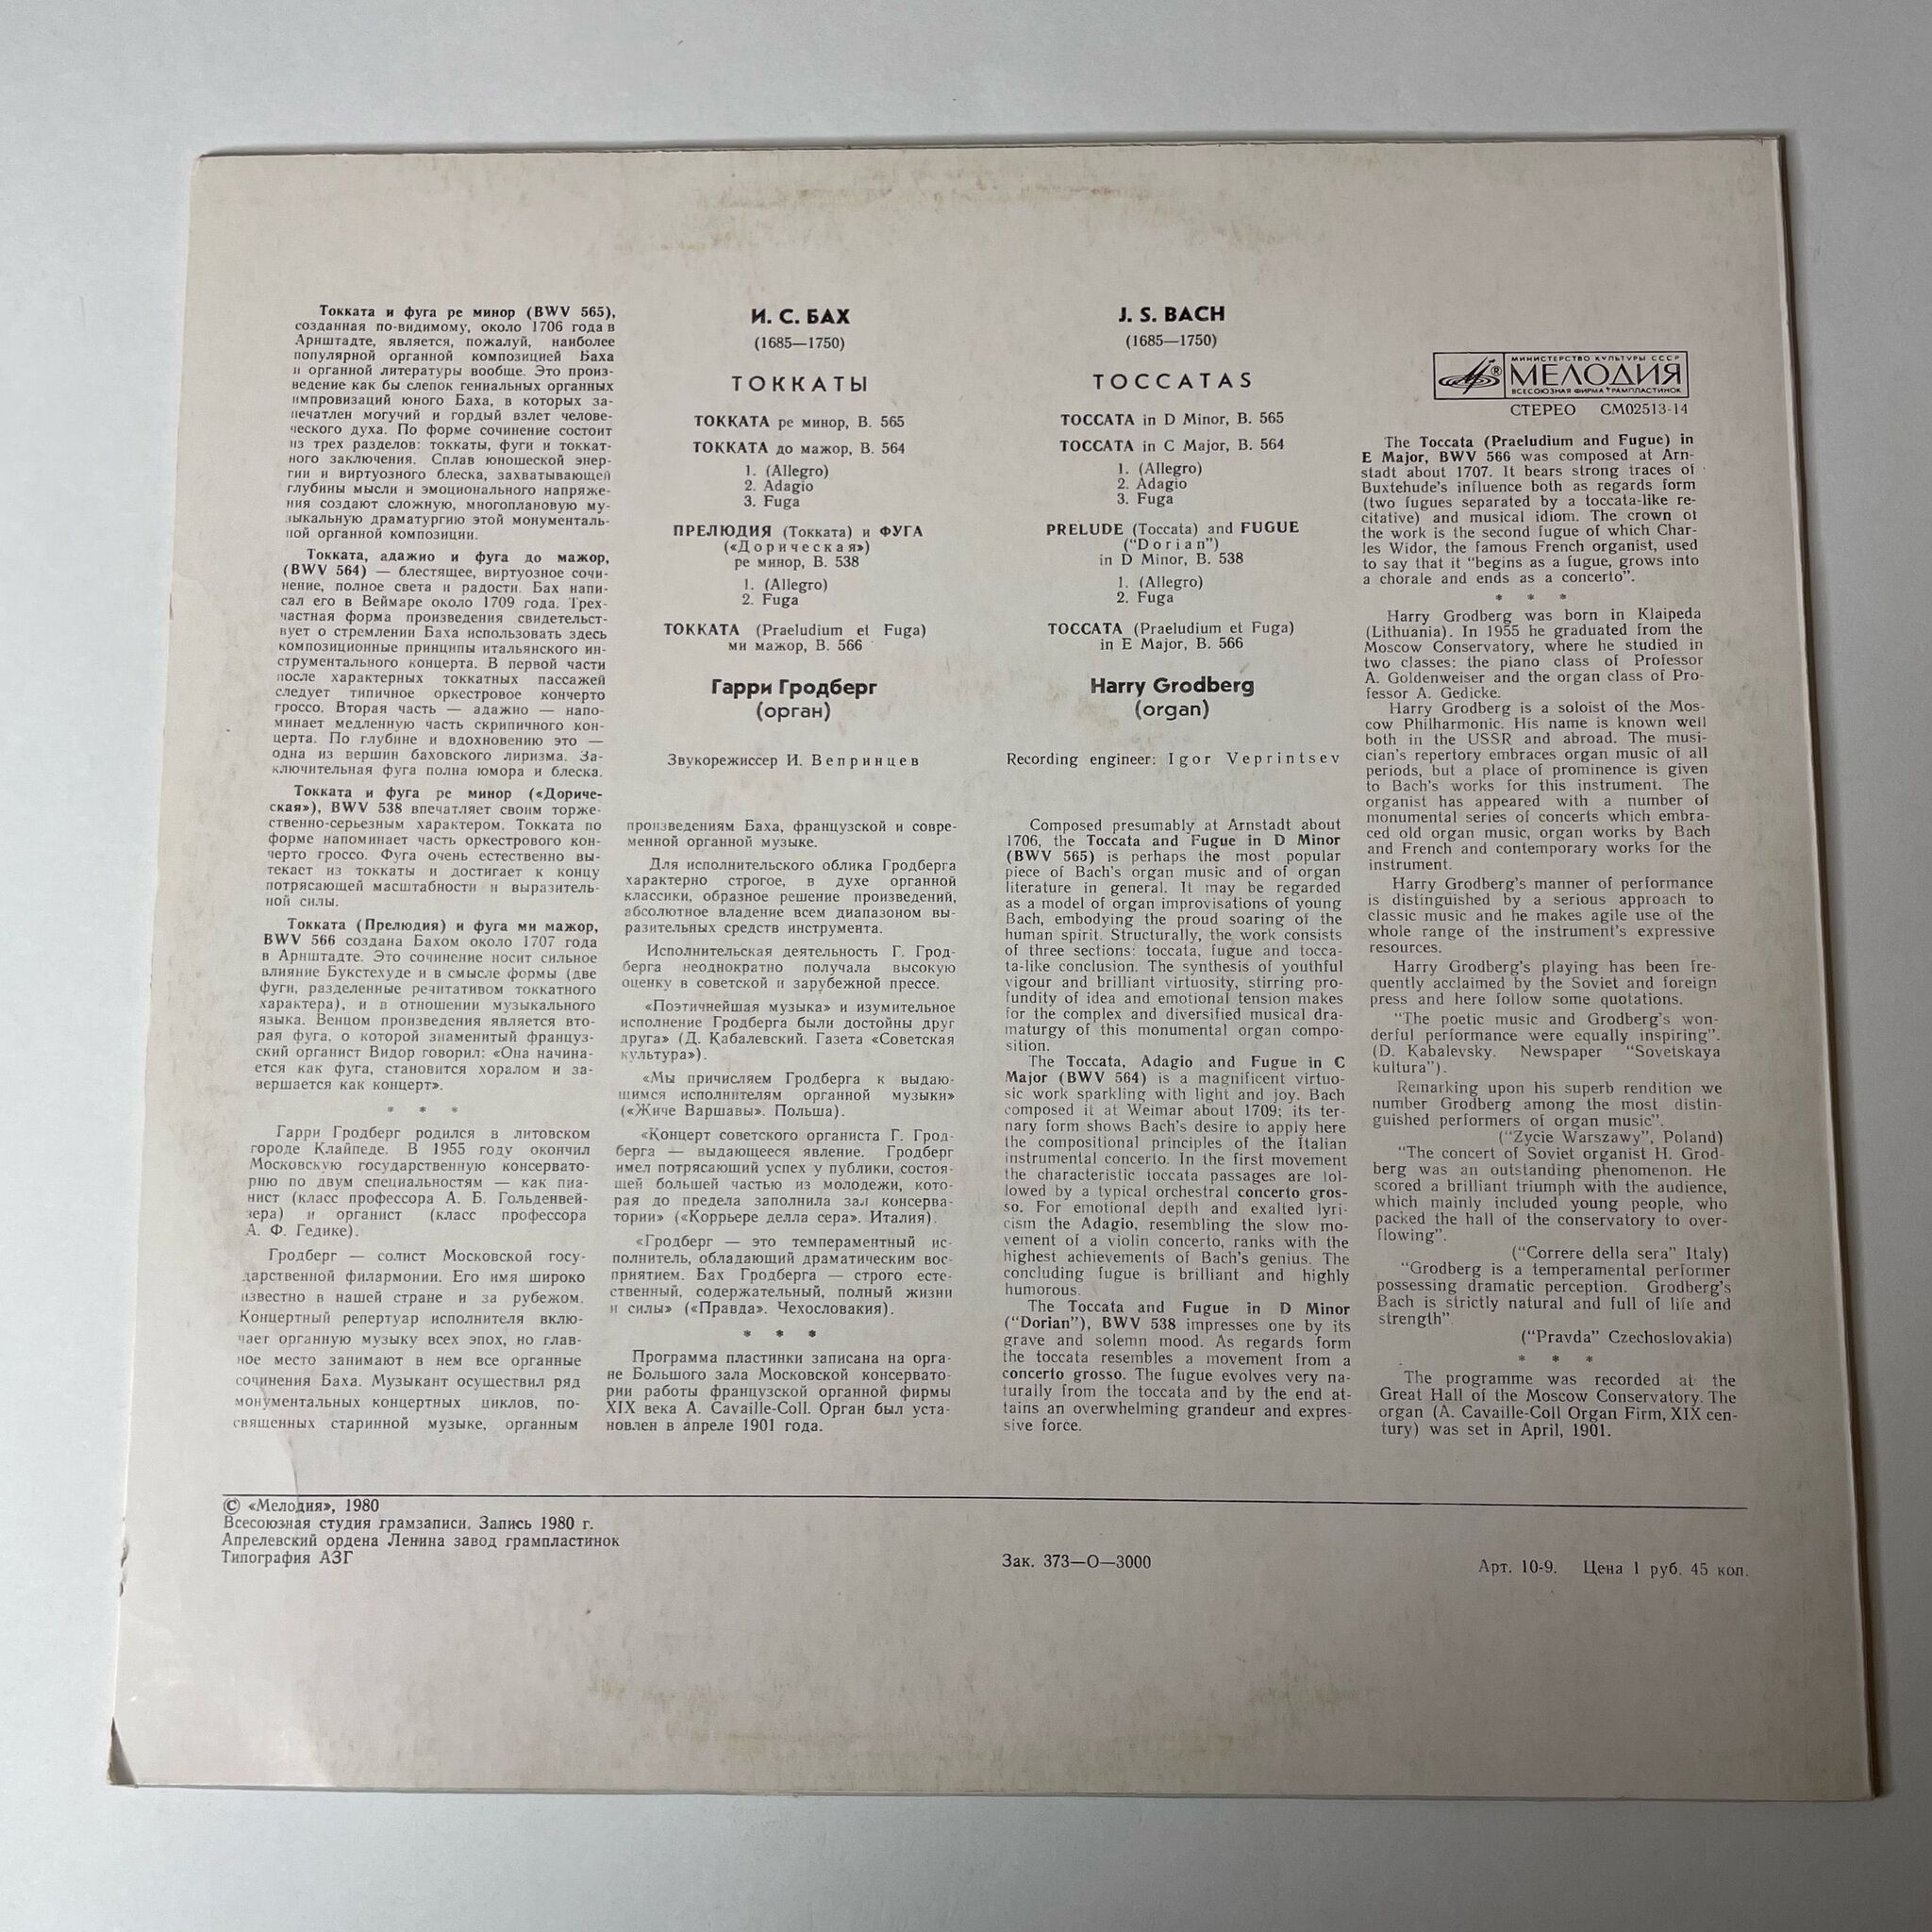 Токката и фуга ре минор (BWV 565),
созданная по-видимому, около 1706 года в
Арнштадте, является, пожалуй, наиболее
популярной органной композицией Баха
и органной литературы вообще. Это произ-
ведение как бы слепок гениальных органных
импровизаций юного Баха, в которых за-
печатлен могучий и гордый взлет челове-
ческого духа. По форме сочинение состоит
из трех разделов: токкаты, фуги и токкат-
ного заключения. Сплав юношеской энер-
гии и виртуозного блеска, захватывающей
глубины мысли и эмоционального напряже-
ния создают сложную, многоплановую му-
зыкальную драматургию этой монументаль-
ной органной композиции.
Токката, адажио и фуга до мажор,
(BWV 564) — блестящее, виртуозное сочи-
нение, полное света и радости. Бах напи-
сал его в Веймаре около 1709 года. Трех-
частная форма произведения свидетельст-
вует о стремлении Баха использовать здесь
композиционные принципы итальянского ин-
струментального концерта. В первой части
после характерных токкатных пассажей
следует типичное оркестровое кончерто
гроссо. Вторая часть — адажио — напо-
минает медленную часть скрипичного кон-
церта. По глубине и вдохновению это —
одна из вершин баховского лиризма. За-
ключительная фуга полна юмора и блеска.
Токката и фуга ре минор («Дориче-
ская»), BWV 538 впечатляет своим торже-
ственно-серьезным характером. Токката по
форме напоминает часть оркестрового кон-
черто гроссо. Фуга очень естественно вы-
текает из токкаты и достигает к концу
потрясающей масштабности и выразитель-
ной силы.
Токката (Прелюдия) и фуга ми мажор,
BWV 566 создана Бахом около 1707 года
в Арнштадте. Это сочинение носит сильное
влияние Букстехуде и в смысле формы (две
фуги, разделенные речитативом токкатного
характера), и в отношении музыкального
языка. Венцом произведения является вто-
рая фуга, о которой знаменитый француз-
ский органист Видор говорил: «Она начина-
ется как фуга, становится хоралом и за-
вершается как концерт».
* * *
Гарри Гродберг родился в литовском
городе Клайпеде. В 1955 году окончил
Московскую государственную консервато-
рию по двум специальностям — как пиа-
нист (класс профессора А. Б. Гольденвей-
зера) и органист (класс профессора
А. Ф. Гедике).
Гродберг — солист Московской госу-
дарственной филармонии. Его имя широко
известно в нашей стране и за рубежом.
Концертный репертуар исполнителя вклю-
чает органную музыку всех эпох, но глав-
ное место занимают в нем все органные
сочинения Баха. Музыкант осуществил ряд
монументальных концертных циклов, по-
священных старинной музыке, органным
И. С. БАХ
(1685—1750)
ТОККАТЫ
ТОККАТА ре минор, В. 565
ТОККАТА до мажор, В. 564
1. (Allegro)
2. Adagio
3. Fuga
ПРЕЛЮДИЯ (Токката) и ФУГА
(«Дорическая»)
ре минор, В. 538
1. (Allegro)
2. Fuga
ТОККАТА (Praeludium et Fuga)
ми мажор, В. 566
Гарри Гродберг
(орган)
Звукорежиссер И. Вепринцев
произведениям Баха, французской и совре-
менной органной музыке.
Для исполнительского облика Гродберга
характерно строгое, в духе органной
классики, образное решение произведений,
абсолютное владение всем диапазоном вы-
разительных средств инструмента.
Исполнительская деятельность Г. Грод-
берга неоднократно получала высокую
оценку в советской и зарубежной прессе.
«Поэтичнейшая музыка» и изумительное
исполнение Гродберга были достойны друг
друга» (Д. Кабалевский. Газета «Советская
культура»).
«Мы причисляем Гродберга к выдаю-
щимся исполнителям органной музыки»
(«Жиче Варшавы». Польша).
«Концерт советского органиста Г. Грод-
берга — выдающееся явление. Гродберг
имел потрясающий успех у публики, состоя-
щей большей частью из молодежи, кото-
рая до предела заполнила зал консерва-
тории» («Коррьере делла сера». Италия).
«Гродберг — это темпераментный ис-
полнитель, обладающий драматическим вос-
приятием. Бах Гродберга — строго есте-
ственный, содержательный, полный жизни
и силы» («Правда». Чехословакия).
* * *
Программа пластинки записана на орга-
не Большого зала Московской консервато-
рии работы французской органной фирмы
XIX века A. Cavaille-Coll. Орган был уста-
новлен в апреле 1901 года.
J. S. BACH
(1685—1750)
TOCCATAS
TOCCATA in D Minor, B. 565
TOCCATA in C Major, B. 564
1. (Allegro)
2. Adagio
3. Fuga
PRELUDE (Toccata) and FUGUE
("Dorian")
in D Minor, B. 538
1. (Allegro)
2. Fuga
TOCCATA (Praeludium et Fuga)
in E Major, B. 566
Harry Grodberg
(organ)
Recording engineer: Igor Veprintsev
Composed presumably at Arnstadt about
1706, the Toccata and Fugue in D Minor
(BWV 565) is perhaps the most popular
piece of Bach's organ music and of organ
literature in general. It may be regarded
as a model of organ improvisations of young
Bach, embodying the proud soaring of the
human spirit. Structurally, the work consists
of three sections: toccata, fugue and tocca-
ta-like conclusion. The synthesis of youthful
vigour and brilliant virtuosity, stirring pro-
fundity of idea and emotional tension makes
for the complex and diversified musical dra-
maturgy of this monumental organ compo-
sition.
The Toccata, Adagio and Fugue in C
Major (BWV 564) is a magnificent virtuo-
sic work sparkling with light and joy. Bach
composed it at Weimar about 1709; its ter-
nary form shows Bach's desire to apply here
the compositional principles of the Italian
instrumental concerto. In the first movement
the characteristic toccata passages are fol-
lowed by a typical orchestral concerto gros-
so. For emotional depth and exalted lyri-
cism the Adagio, resembling the slow mo-
vement of a violin concerto, ranks with the
highest achievements of Bach's genius. The
concluding fugue is brilliant and highly
humorous.
The Toccata and Fugue in D Minor
("Dorian"), BWV 538 impresses one by its
grave and solemn mood. As regards form
the toccata resembles a movement from a
concerto grosso. The fugue evolves very na-
turally from the toccata and by the end at-
tains an overwhelming grandeur and expres-
sive force.
МИНИСТЕРСТВО КУЛЬТУРЫ СССР
МЕЛОДИЯ
ВСЕСОЮЗНАЯ ФИРМА ГРАМПЛАСТИНОК
СТЕРЕО СМ02513-14
The Toccata (Praeludium and Fugue) in
E Major, BWV 566 was composed at Arn-
stadt about 1707. It bears strong traces of
Buxtehude's influence both as regards form
(two fugues separated by a toccata-like re-
citative) and musical idiom. The crown of
the work is the second fugue of which Char-
les Widor, the famous French organist, used
to say that it "begins as a fugue, grows into
a chorale and ends as a concerto".
* * *
Harry Grodberg was born in Klaipeda
(Lithuania). In 1955 he graduated from the
Moscow Conservatory, where he studied in
two classes: the piano class of Professor
A. Goldenweiser and the organ class of Pro-
fessor A. Gedicke.
Harry Grodberg is a soloist of the Mos-
cow Philharmonic. His name is known well
both in the USSR and abroad. The musi-
cian's repertory embraces organ music of all
periods, but a place of prominence is given
to Bach's works for this instrument. The
organist has appeared with a number of
monumental series of concerts which embra-
ced old organ music, organ works by Bach
and French and contemporary works for the
instrument.
Harry Grodberg's manner of performance
is distinguished by a serious approach to
classic music and he makes agile use of the
whole range of the instrument's expressive
resources.
Harry Grodberg's playing has been fre-
quently acclaimed by the Soviet and foreign
press and here follow some quotations.
"The poetic music and Grodberg's won-
derful performance were equally inspiring".
(D. Kabalevsky. Newspaper "Sovetskaya
kultura").
Remarking upon his superb rendition we
number Grodberg among the most distin-
guished performers of organ music".
("Zycie Warszawy", Poland)
"The concert of Soviet organist H. Grod-
berg was an outstanding phenomenon. He
scored a brilliant triumph with the audience,
which mainly included young people, who
packed the hall of the conservatory to over-
flowing".
("Correre della sera" Italy)
"Grodberg is a temperamental performer
possessing dramatic perception. Grodberg's
Bach is strictly natural and full of life and
strength".
("Pravda" Czechoslovakia)
* * *
The programme was recorded at the
Great Hall of the Moscow Conservatory. The
organ (A. Cavaille-Coll Organ Firm, XIX cen-
tury) was set in April, 1901.
© «Мелодия», 1980
Всесоюзная студия грамзаписи. Запись 1980 г.
Апрелевский ордена Ленина завод грампластинок
Типография АЗГ
Зак. 373—О—3000
Арт. 10-9. Цена 1 руб. 45 коп.